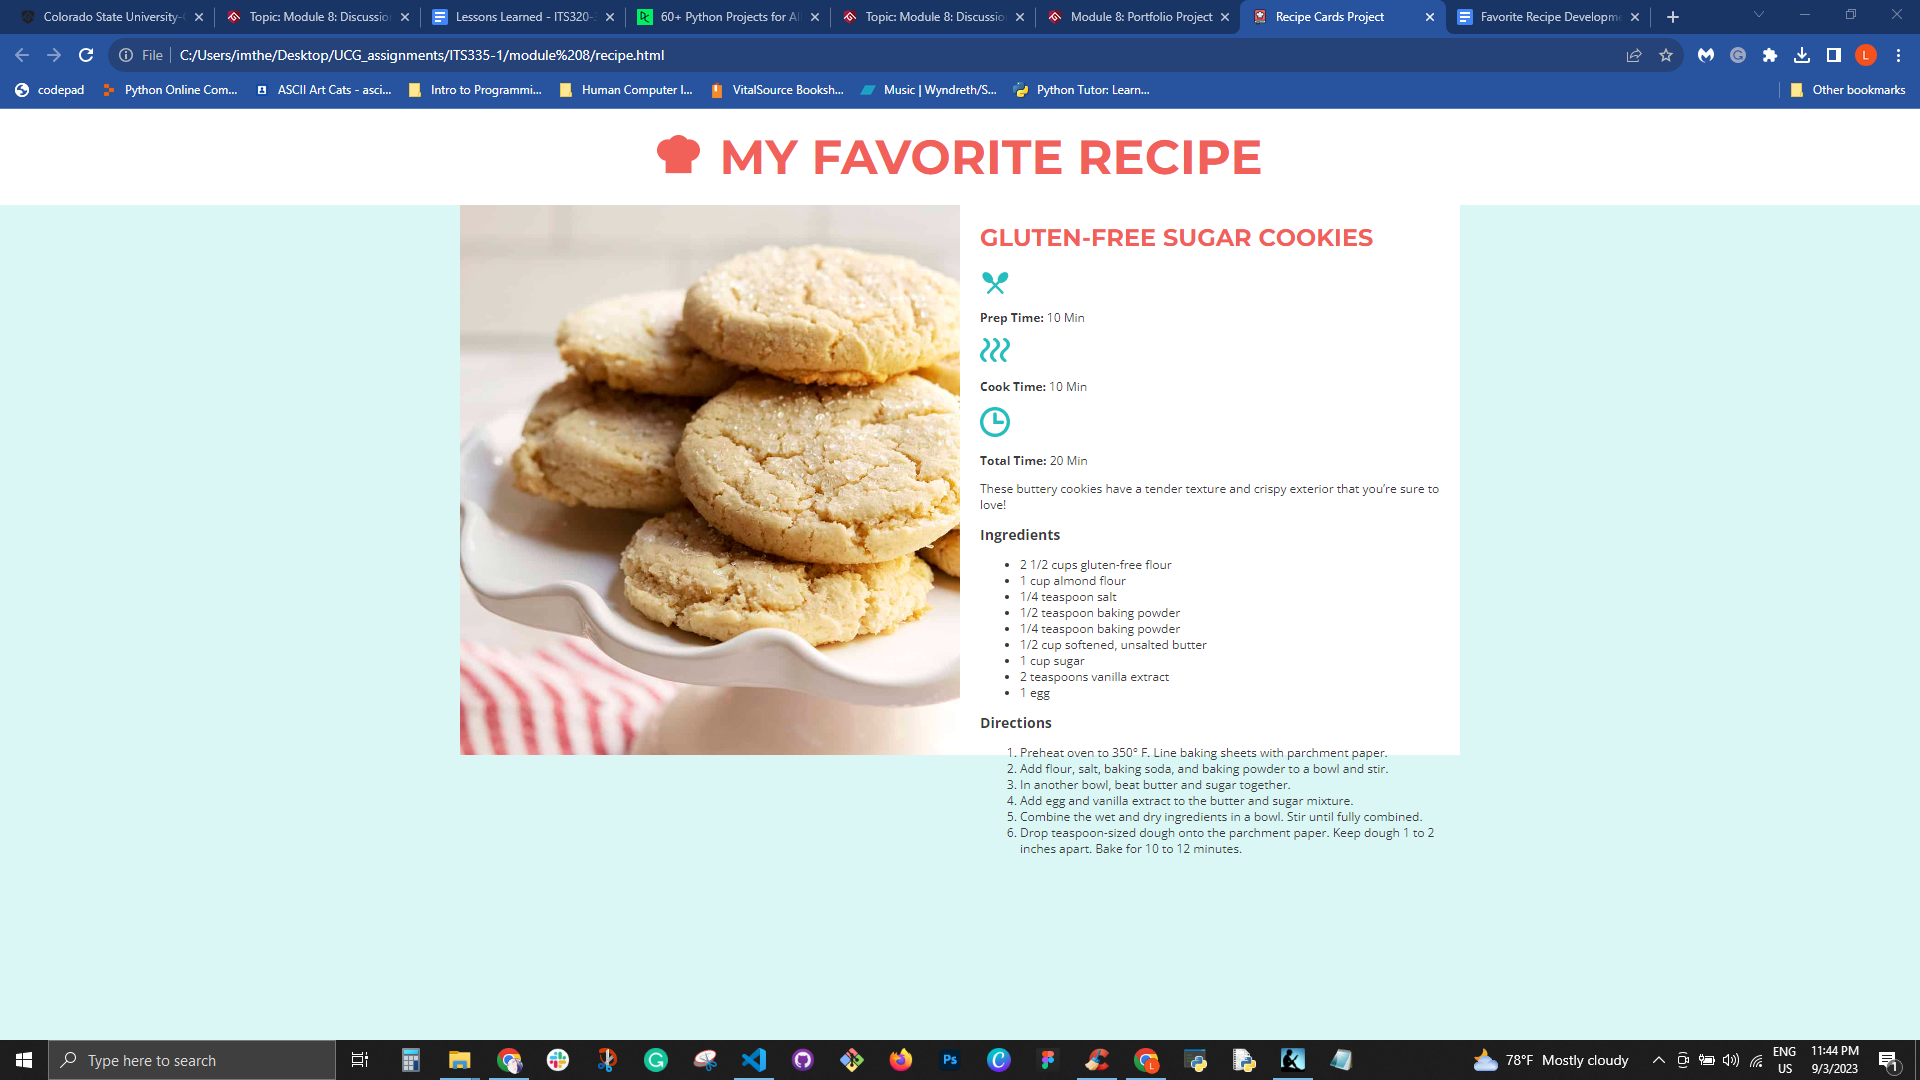 Colorado State University-
Topic: Module 8: Discussio
Lessons Learned - ITS320-
60+ Python Projects for Al
Topic: Module 8: Discussio
Module 8: Portfolio Project
Recipe Cards Project
Favorite Recipe Developm
File
C:/Users/imthe/Desktop/UCG_assignments/ITS335-1/module%208/recipe.html
L
codepad
Python Online Com...
ASCII Art Cats - asci...
Intro to Programmi...
Human Computer I...
VitalSource Booksh...
Music | Wyndreth/S...
Python Tutor: Learn...
Other bookmarks
MY FAVORITE RECIPE
GLUTEN-FREE SUGAR COOKIES
Prep Time: 10 Min
Cook Time: 10 Min
Total Time: 20 Min
These buttery cookies have a tender texture and crispy exterior that you’re sure to
love!
Ingredients
• 2 1/2 cups gluten-free flour
• 1 cup almond flour
• 1/4 teaspoon salt
• 1/2 teaspoon baking powder
• 1/4 teaspoon baking powder
• 1/2 cup softened, unsalted butter
• 1 cup sugar
• 2 teaspoons vanilla extract
• 1 egg
Directions
1. Preheat oven to 350° F. Line baking sheets with parchment paper.
2. Add flour, salt, baking soda, and baking powder to a bowl and stir.
3. In another bowl, beat butter and sugar together.
4. Add egg and vanilla extract to the butter and sugar mixture.
5. Combine the wet and dry ingredients in a bowl. Stir until fully combined.
6. Drop teaspoon-sized dough onto the parchment paper. Keep dough 1 to 2
inches apart. Bake for 10 to 12 minutes.
Type here to search
Ps
78°F Mostly cloudy
ENG
US
11:44 PM
9/3/2023
1